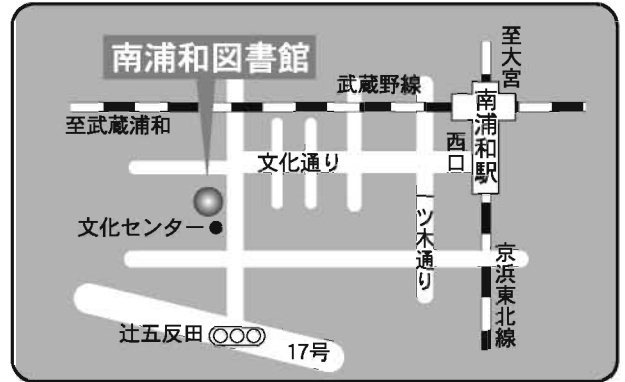 南浦和図書館
至大宮
武蔵野線
南浦和駅
至武蔵浦和
西口
文化通り
文化センター
一ツ木通り
京浜東北線
辻五反田
17号